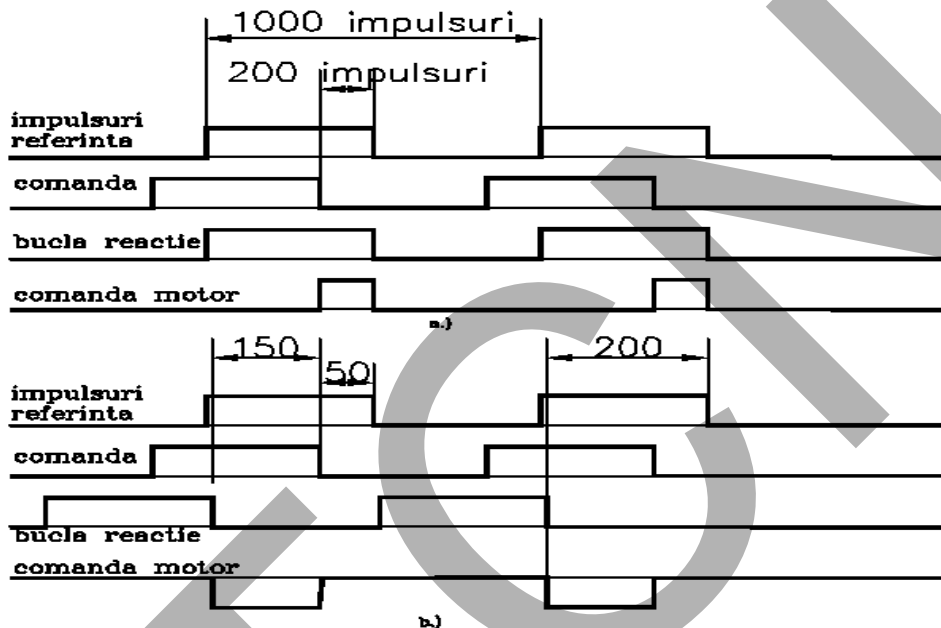 1000 impulsuri
200 impulsuri
impulsuri
referinta
comanda
bucla reactie
comanda motor
a.)
150
200
50
impulsuri
referinta
comanda
bucla reactie
comanda motor
b.)